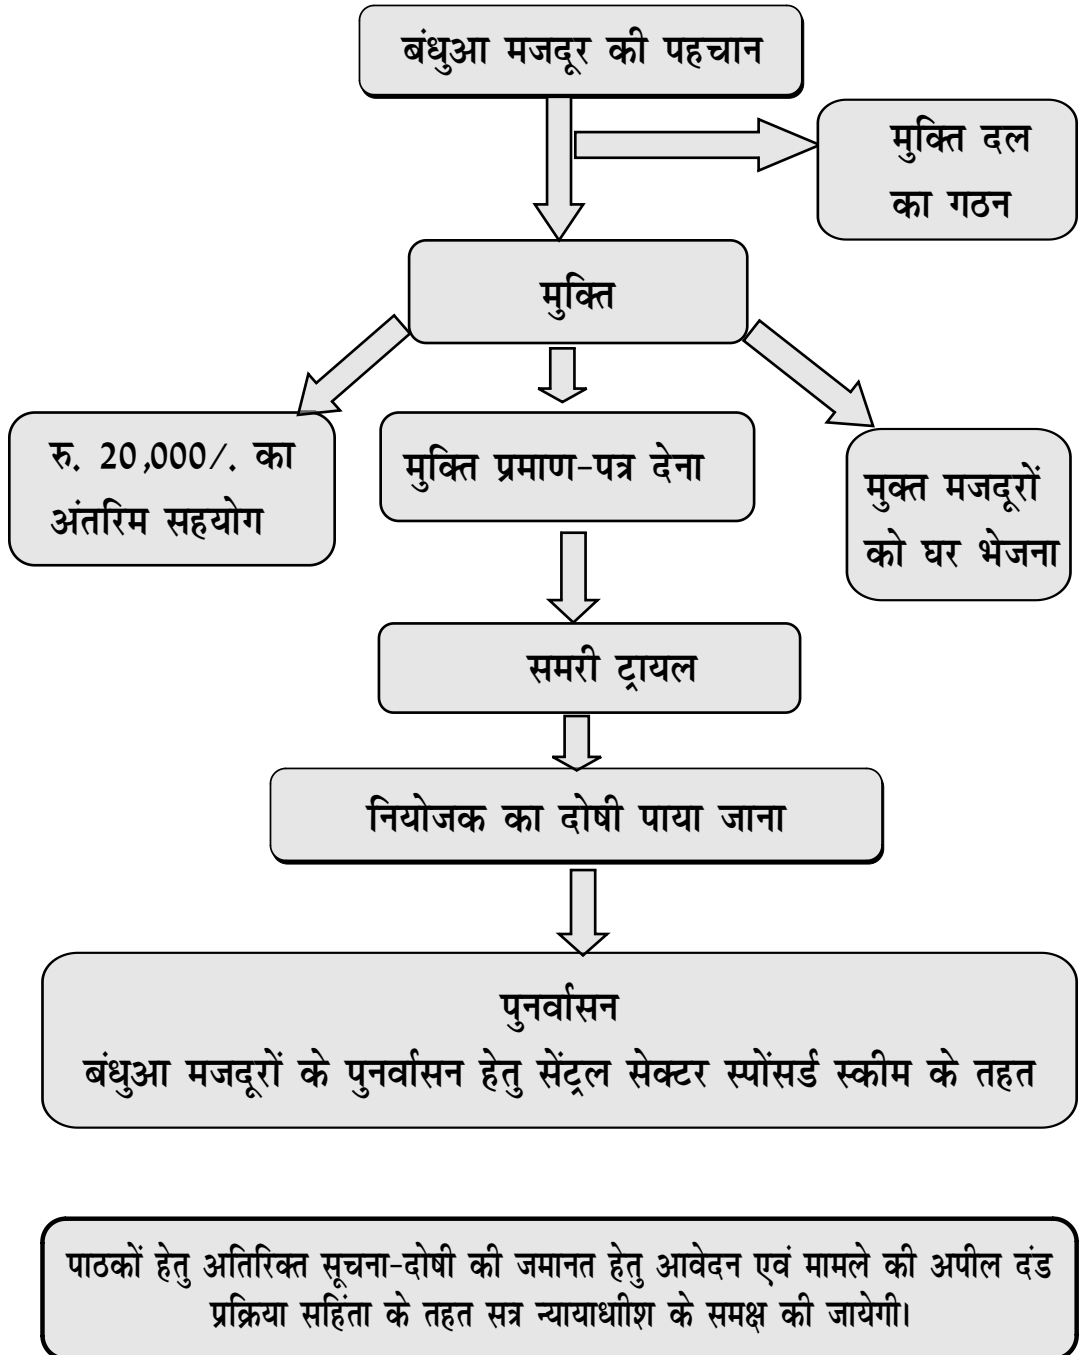 बंधुआ मजदूर की पहचान
मुक्ति दल
का गठन
मुक्ति
रु. 20,000/. का
अंतरिम सहयोग
मुक्ति प्रमाण-पत्र देना
मुक्त मजदूरों
को घर भेजना
समरी ट्रायल
नियोजक का दोषी पाया जाना
पुनर्वासन
बंधुआ मजदूरों के पुनर्वासन हेतु सेंट्रल सेक्टर स्पोंसर्ड स्कीम के तहत
पाठकों हेतु अतिरिक्त सूचना-दोषी की जमानत हेतु आवेदन एवं मामले की अपील दंड
प्रक्रिया सहिंता के तहत सत्र न्यायाधाीश के समक्ष की जायेगी।